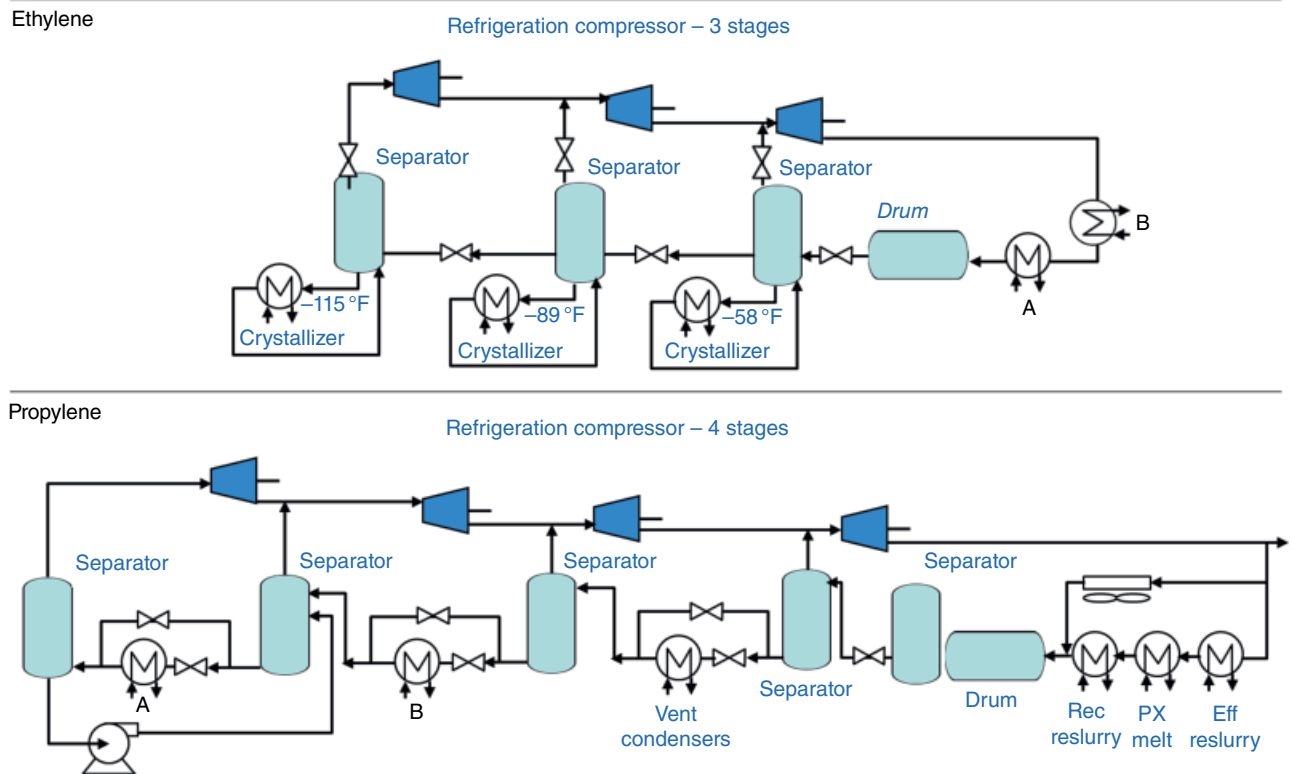 Ethylene
Refrigeration compressor – 3 stages
Separator
Separator
Separator
Drum
B
A
–115 °F
Crystallizer
–89 °F
Crystallizer
–58 °F
Crystallizer
Propylene
Refrigeration compressor – 4 stages
Separator
Separator
Separator
Separator
Separator
A
B
Vent
condensers
Drum
Rec
reslurry
PX
melt
Eff
reslurry